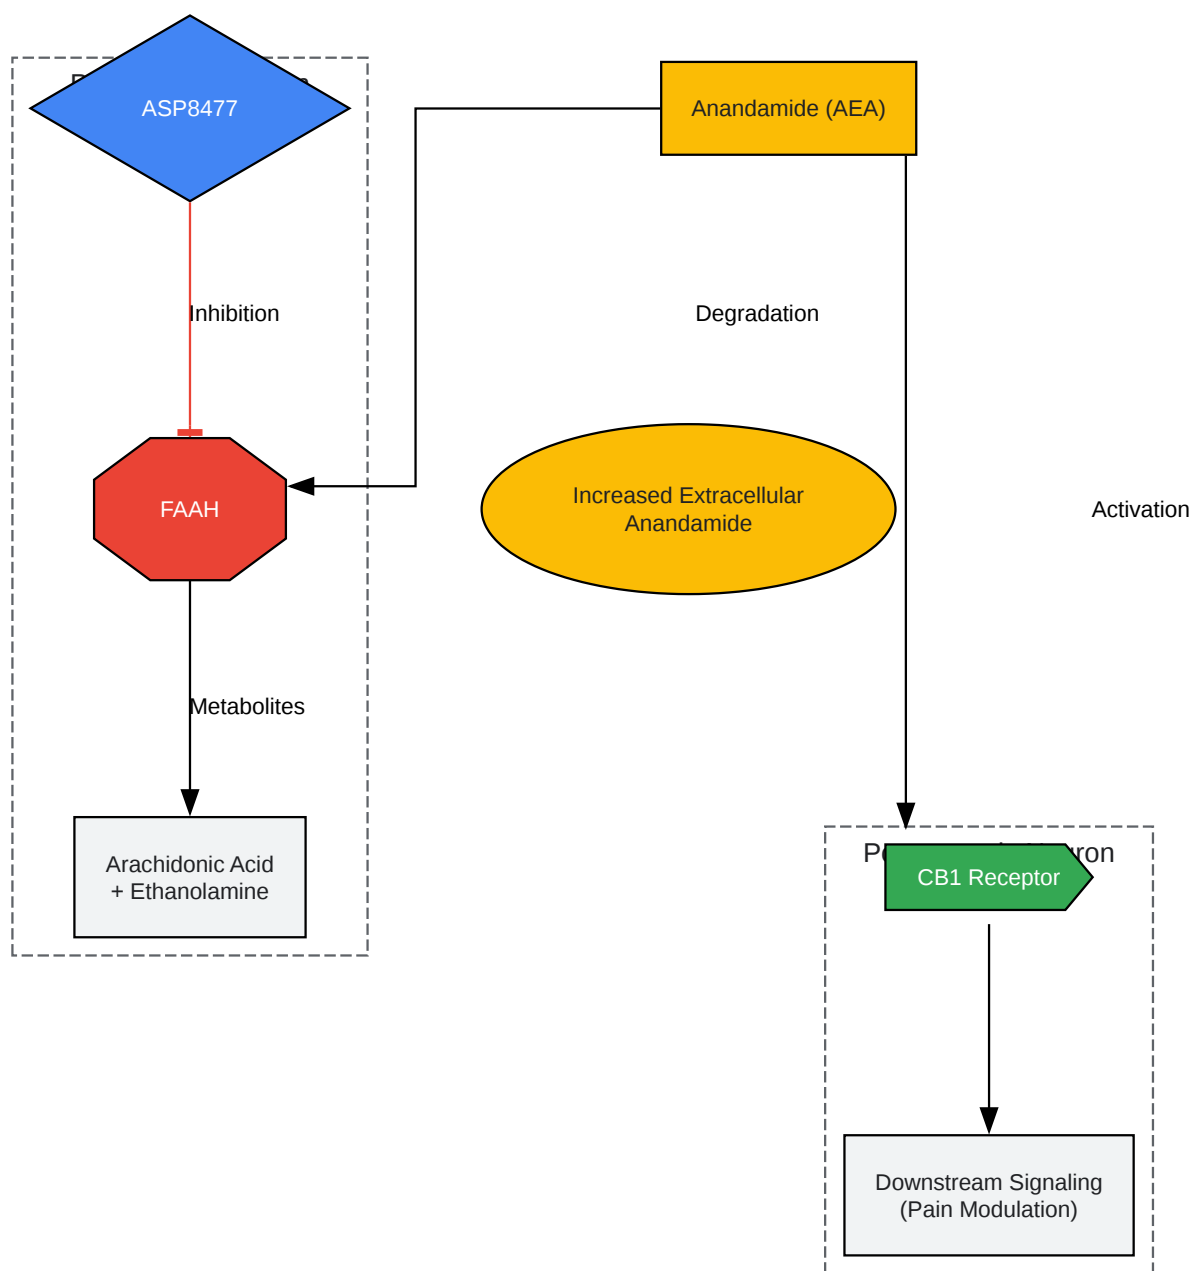 ASP8477
Anandamide (AEA)
Inhibition
Degradation
Increased Extracellular
Anandamide
FAAH
Activation
Metabolites
Arachidonic Acid
+ Ethanolamine
CB1 Receptor
Downstream Signaling
(Pain Modulation)